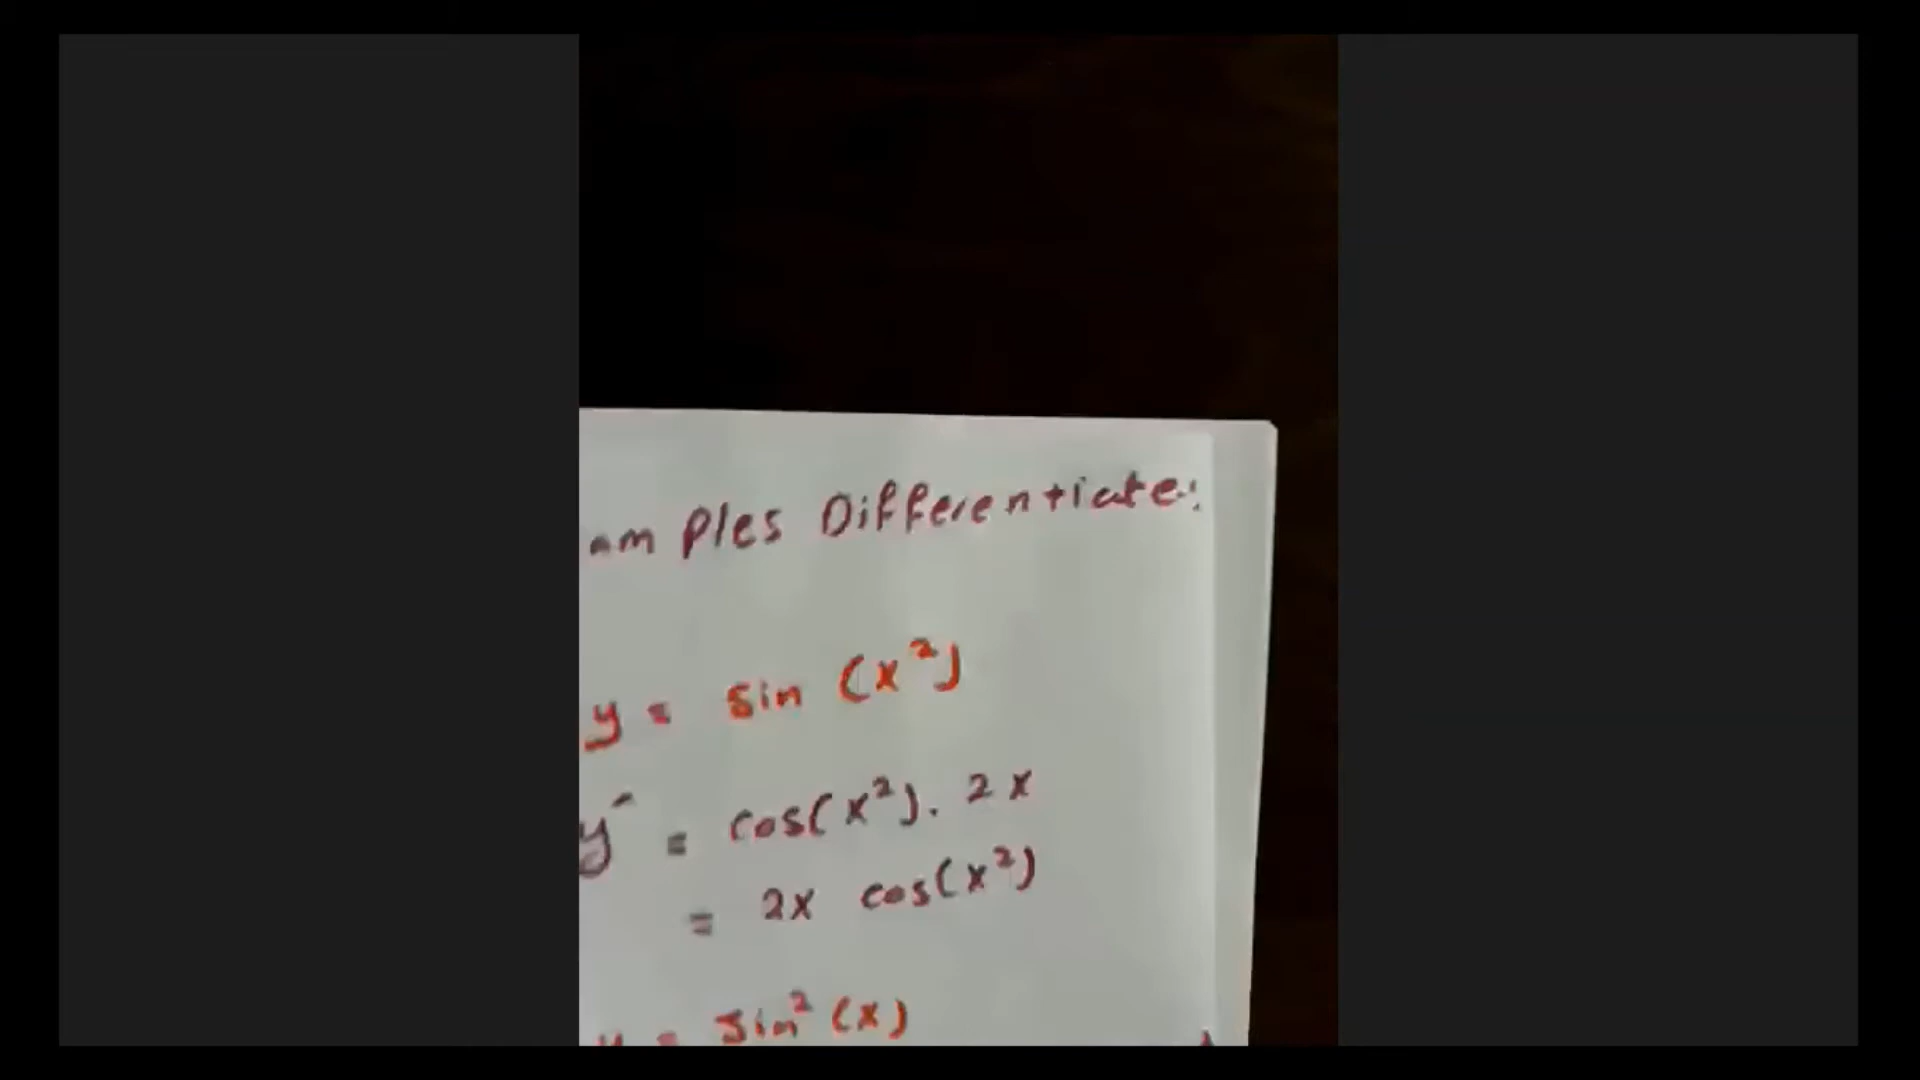 amples Differentiate:
y = sin (x²)
y′ = cos(x²). 2x
= 2x cos(x²)
y = sin² (x)